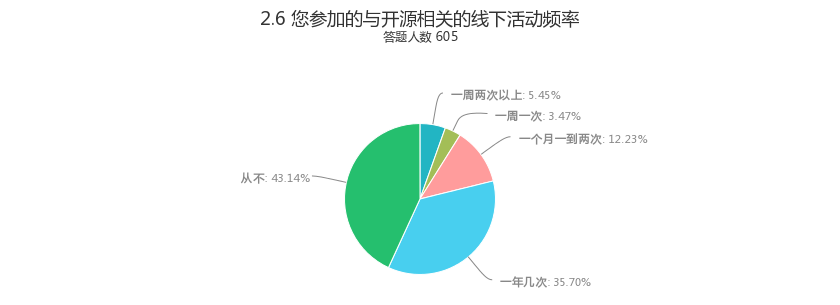 2.6 您参加的与开源相关的线下活动频率
答题人数 605
一周两次以上: 5.45%
一周一次: 3.47%
一个月一到两次: 12.23%
从不: 43.14%
一年几次: 35.70%